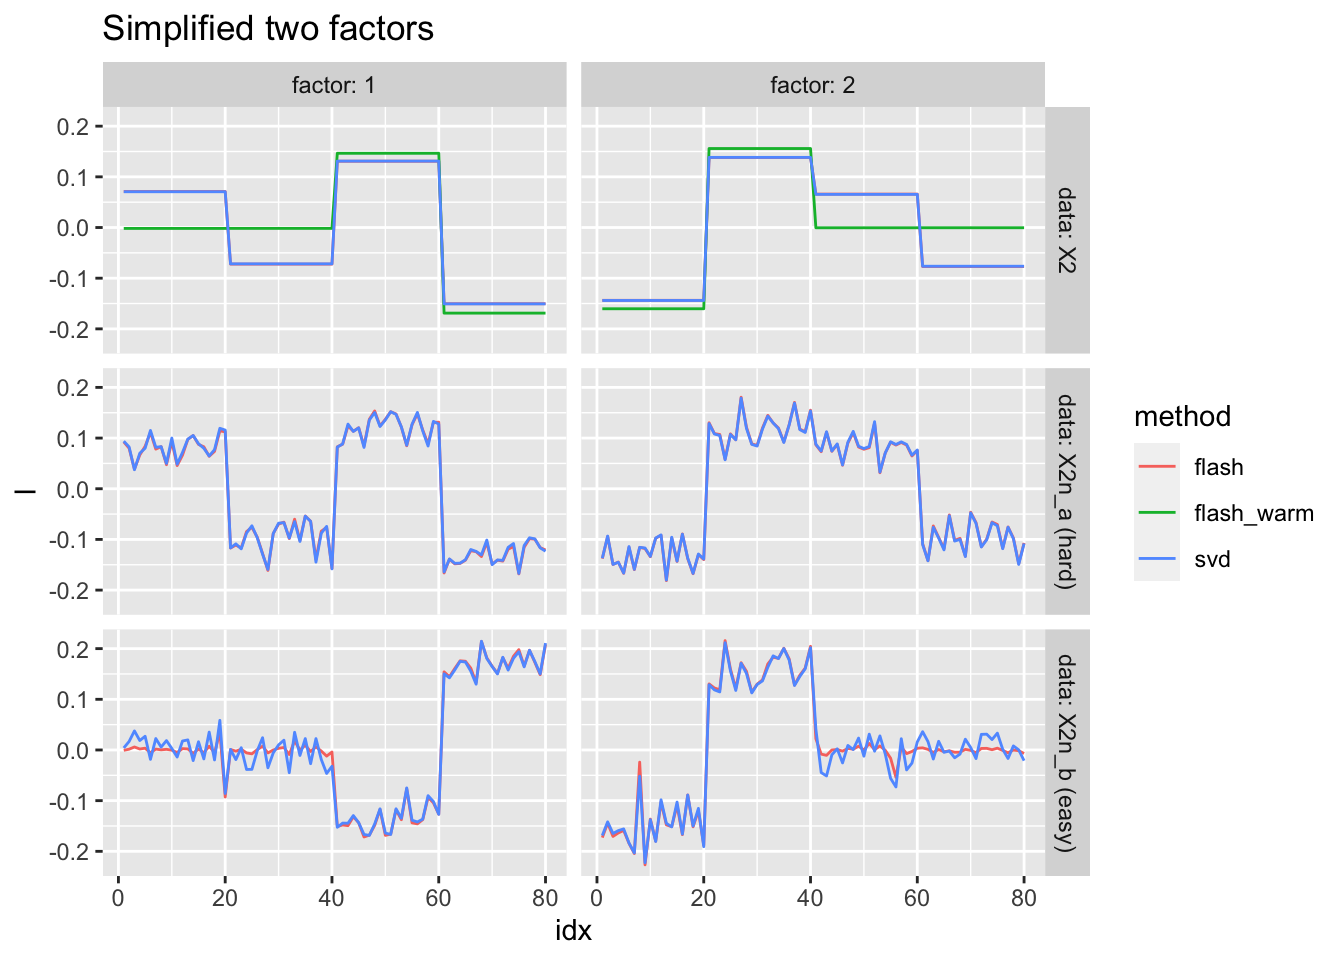 Simplified two factors
factor: 1
factor: 2
0.2
0.1
0.0
-0.1
-0.2
data: X2
0.2
0.1
0.0
-0.1
-0.2
data: X2n_a (hard)
0.2
0.1
0.0
-0.1
-0.2
data: X2n_b (easy)
l
0
20
40
60
80
0
20
40
60
80
idx
method
flash
flash_warm
svd